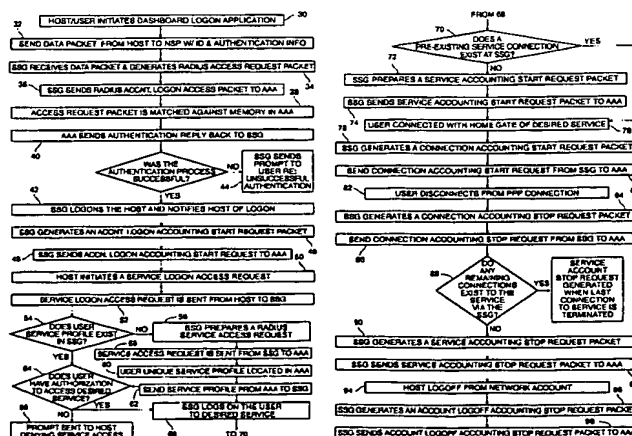 HOST/USER INITIATES DASHBOARD LOGON APPLICATION
30
32
SEND DATA PACKET FROM HOST TO NSP W/ID & AUTHENTICATION INFO
SSG RECEIVES DATA PACKET & GENERATES RADIUS ACCESS REQUEST PACKET
34
36
SSG SENDS RADIUS ACCNT. LOGON ACCESS PACKET TO AAA
38
ACCESS REQUEST PACKET IS MATCHED AGAINST MEMORY IN AAA
AAA SENDS AUTHENTICATION REPLY BACK TO SSG
40
WAS THE
AUTHENTICATION PROCESS
SUCCESSFUL?
NO
44
SSG SENDS
PROMPT TO
USER RE:
UNSUCCESSFUL
AUTHENTICATION
YES
42
SSG LOGONS THE HOST AND NOTIFIES HOST OF LOGON
SSG GENERATES AN ACCNT. LOGON ACCOUNTING START REQUEST PACKET
46
48
SSG SENDS ACCN. LOGON ACCOUNTING START REQUEST TO AAA
50
HOST INITIATES A SERVICE LOGON ACCESS REQUEST
SERVICE LOGON ACCESS REQUEST IS SENT FROM HOST TO SSG
52
54
DOES USER
SERVICE PROFILE EXIST
IN SSG?
NO
56
SSG PREPARES A RADIUS
SERVICE ACCESS REQUEST
YES
58
SERVICE ACCESS REQUEST IS SENT FROM SSG TO AAA
60
USER UNIQUE SERVICE PROFILE LOCATED IN AAA
64
DOES USER
HAVE AUTHORIZATION
TO ACCESS DESIRED
SERVICE?
62
SEND SERVICE PROFILE FROM AAA TO SSG
NO
YES
66
PROMPT SENT TO HOST
DENYING SERVICE ACCESS
68
SSG LOGS ON THE USER
TO DESIRED SERVICE
TO 70
FROM 68
70
DOES A
PRE-EXISTING SERVICE CONNECTION
EXIST AT SSG?
YES
NO
72
SSG PREPARES A SERVICE ACCOUNTING START REQUEST PACKET
SSG SENDS SERVICE ACCOUNTING START REQUEST PACKET TO AAA
74
USER CONNECTED WITH HOME GATE OF DESIRED SERVICE
76
78
SSG GENERATES A CONNECTION ACCOUNTING START REQUEST PACKET
SEND CONNECTION ACCOUNTING START REQUEST FROM SSG TO AAA
82
USER DISCONNECTS FROM PPP CONNECTION
84
SSG GENERATES A CONNECTION ACCOUNTING STOP REQUEST PACKET
SEND CONNECTION ACCOUNTING STOP REQUEST FROM SSG TO AAA
86
88
DO
ANY
REMAINING
CONNECTIONS
EXIST TO THE
SERVICE
VIA THE
SSG?
YES
SERVICE
ACCOUNT
STOP REQUEST
GENERATED
WHEN LAST
CONNECTION
TO SERVICE IS
TERMINATED
NO
90
SSG GENERATES A SERVICE ACCOUNTING STOP REQUEST PACKET
SSG SENDS SERVICE ACCOUNTING STOP REQUEST PACKET TO AAA
94
HOST LOGOFF FROM NETWORK ACCOUNT
SSG GENERATES AN ACCOUNT LOGOFF ACCOUNTING STOP REQUEST PACKET
98
SSG SENDS ACCOUNT LOGOFF ACCOUNTING STOP REQUEST PACKET TO AAA